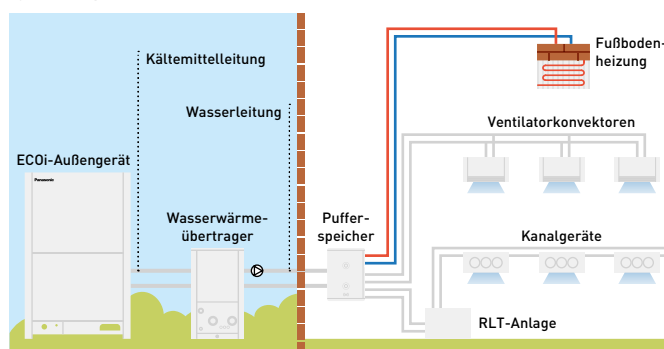 Kältemittelleitung
Fußboden-
heizung
Wasserleitung
Ventilatorkonvektoren
ECOi-Außengerät
Panasonic
Wasserwärme-
übertrager
Puffer-
speicher
Kanalgeräte
RLT-Anlage